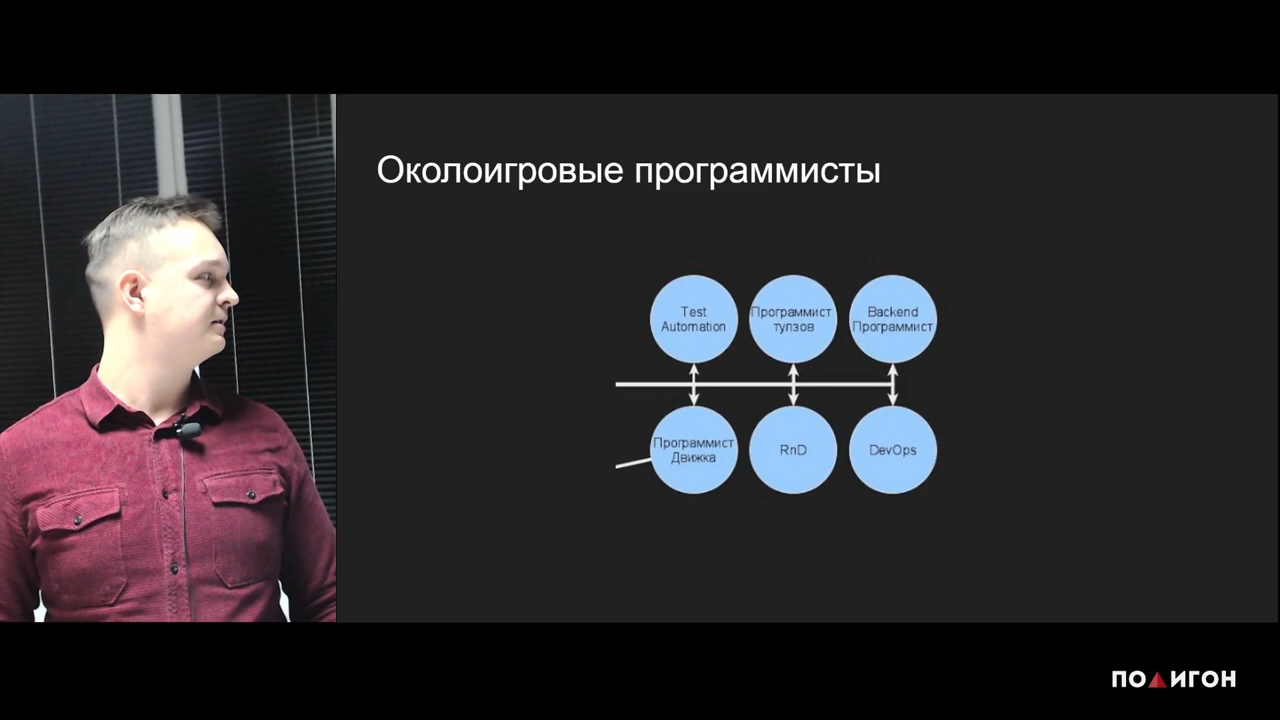 Околоигровые программисты
Test
Automation
Программист
тулзов
Backend
Программист
Программист
Движка
RnD
DevOps
ПОЛИГОН